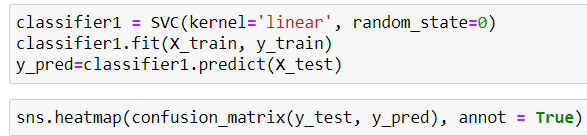 classifier1 = SVC(kernel='linear', random_state=0)
classifier1.fit(X_train, y_train)
y_pred=classifier1.predict(X_test)
sns.heatmap(confusion_matrix(y_test, y_pred), annot = True)